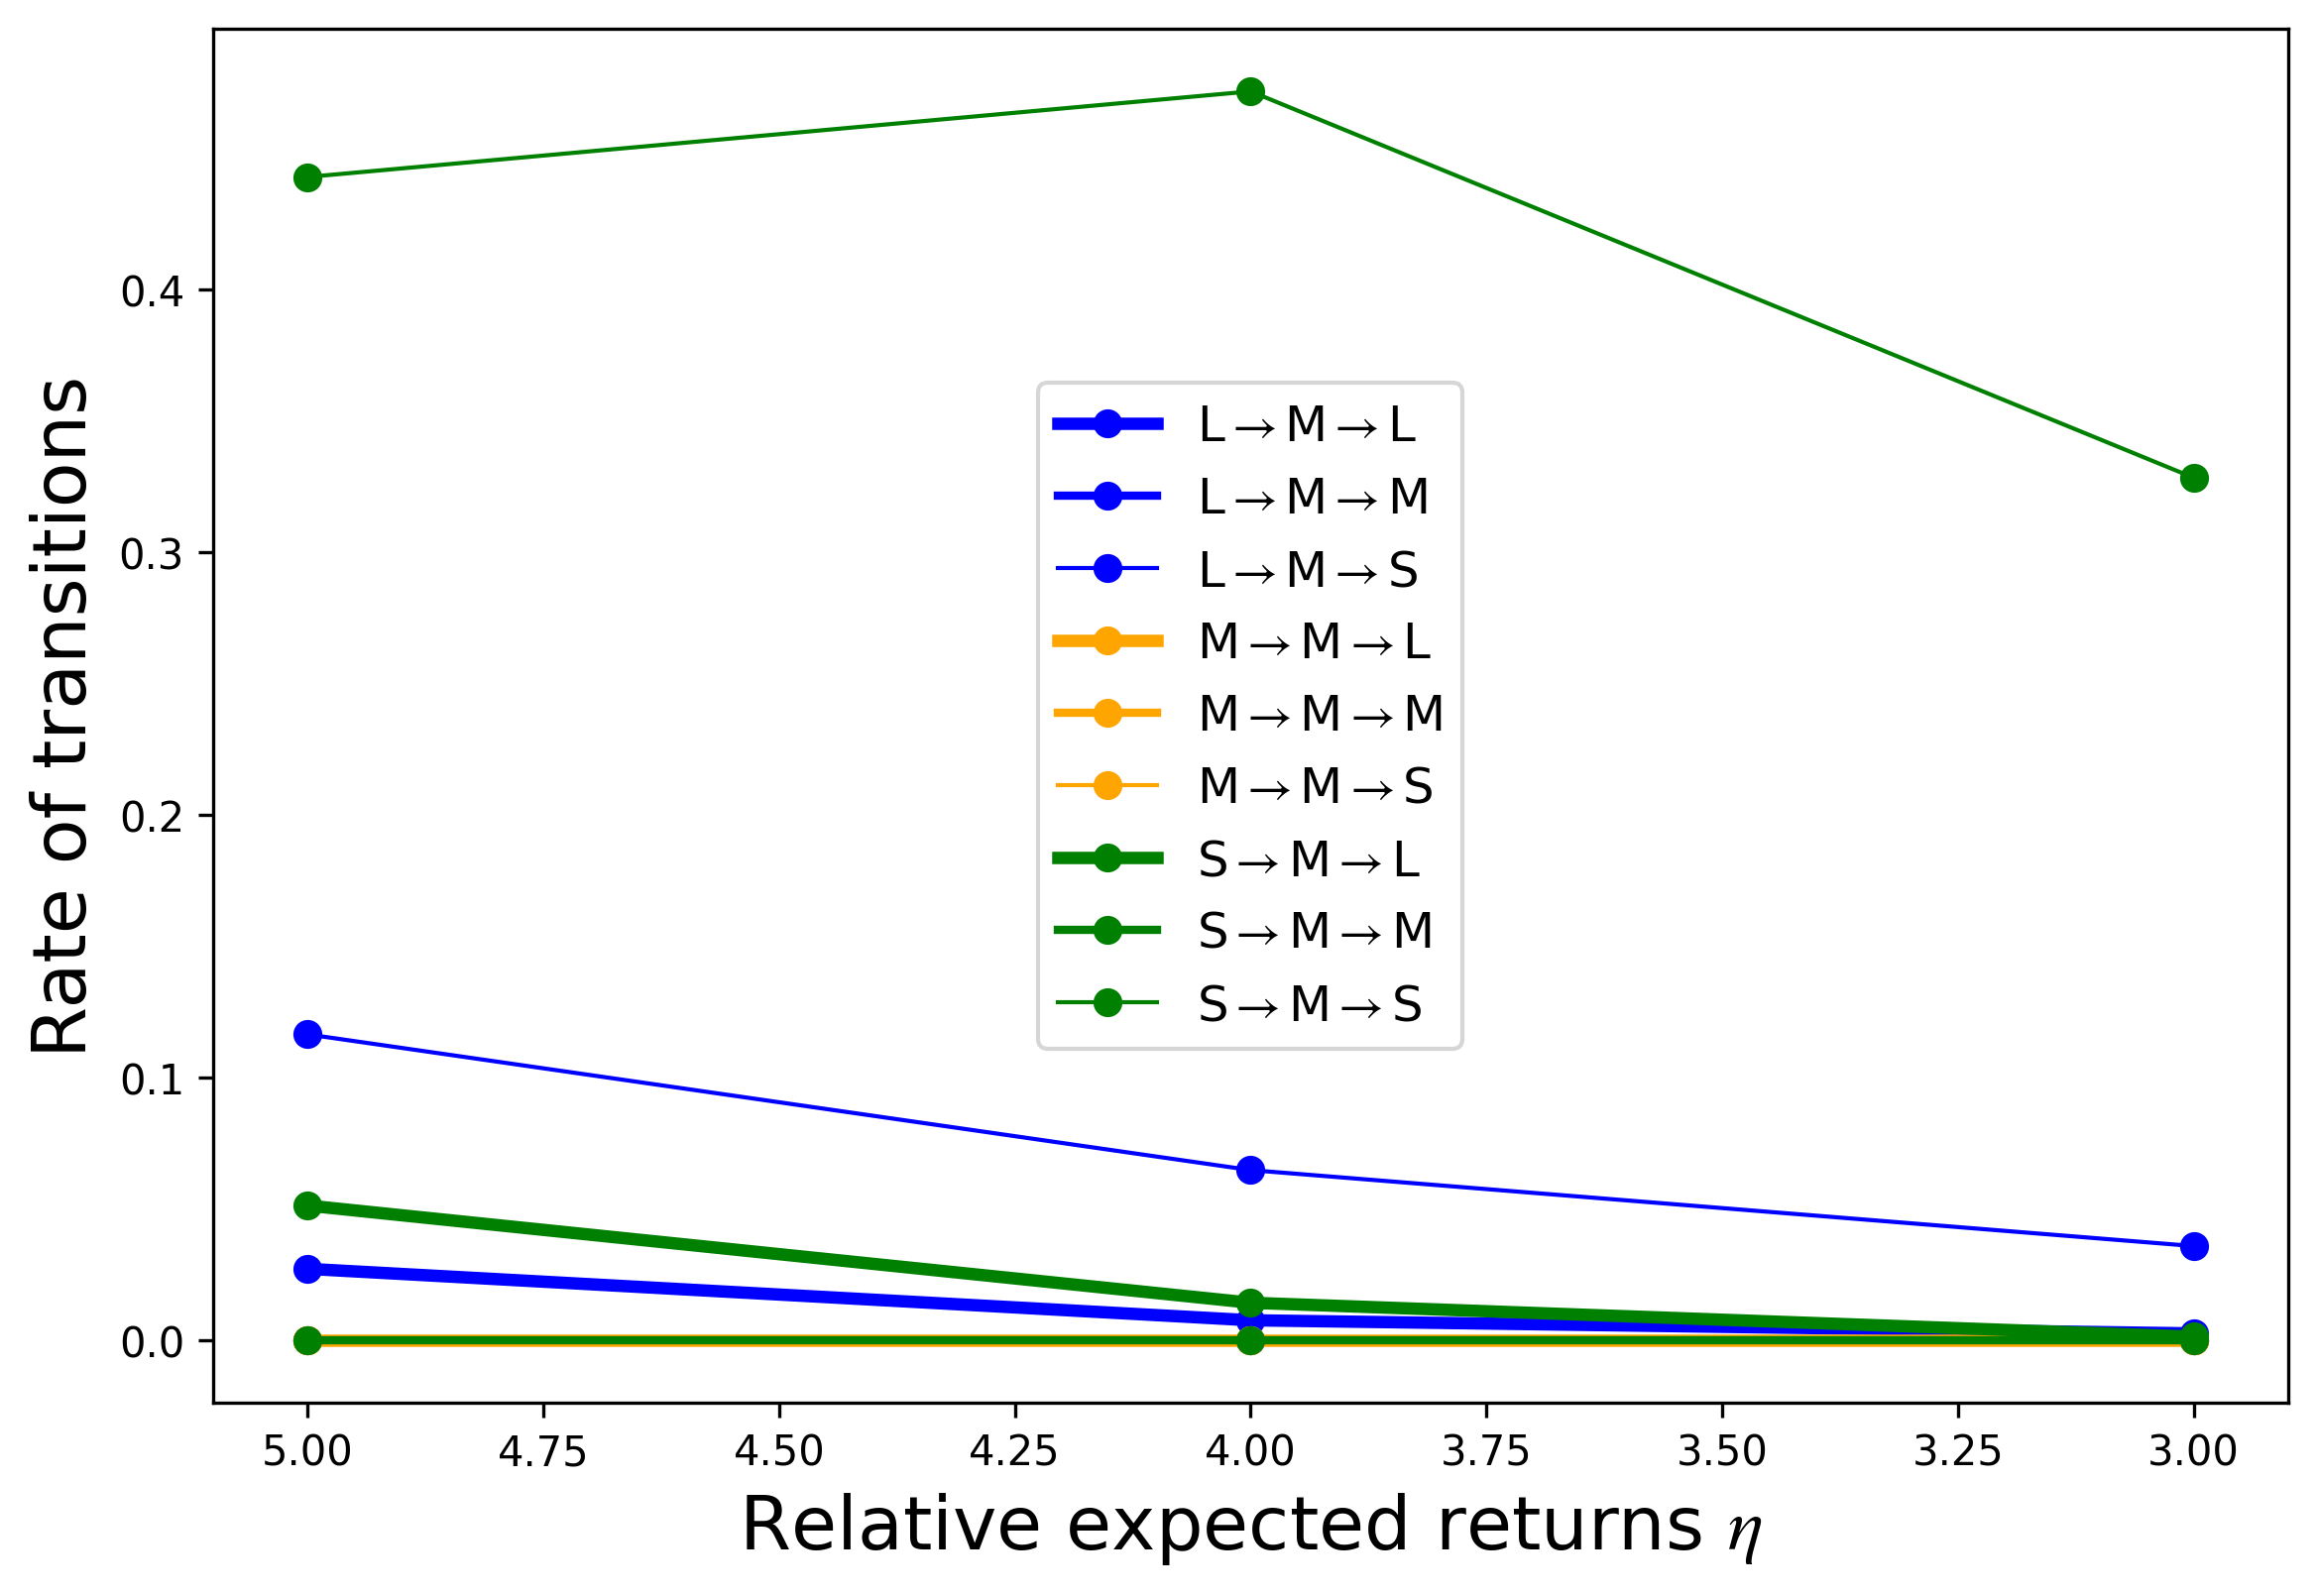 Rate of transitions
0.4
0.3
0.2
0.1
0.0
L→M→L
L→M→M
L→M→S
M→M→L
M→M→M
M→M→S
S→M→L
S→M→M
S→M→S
5.00 4.75 4.50 4.25 4.00 3.75 3.50 3.25 3.00
Relative expected returns η